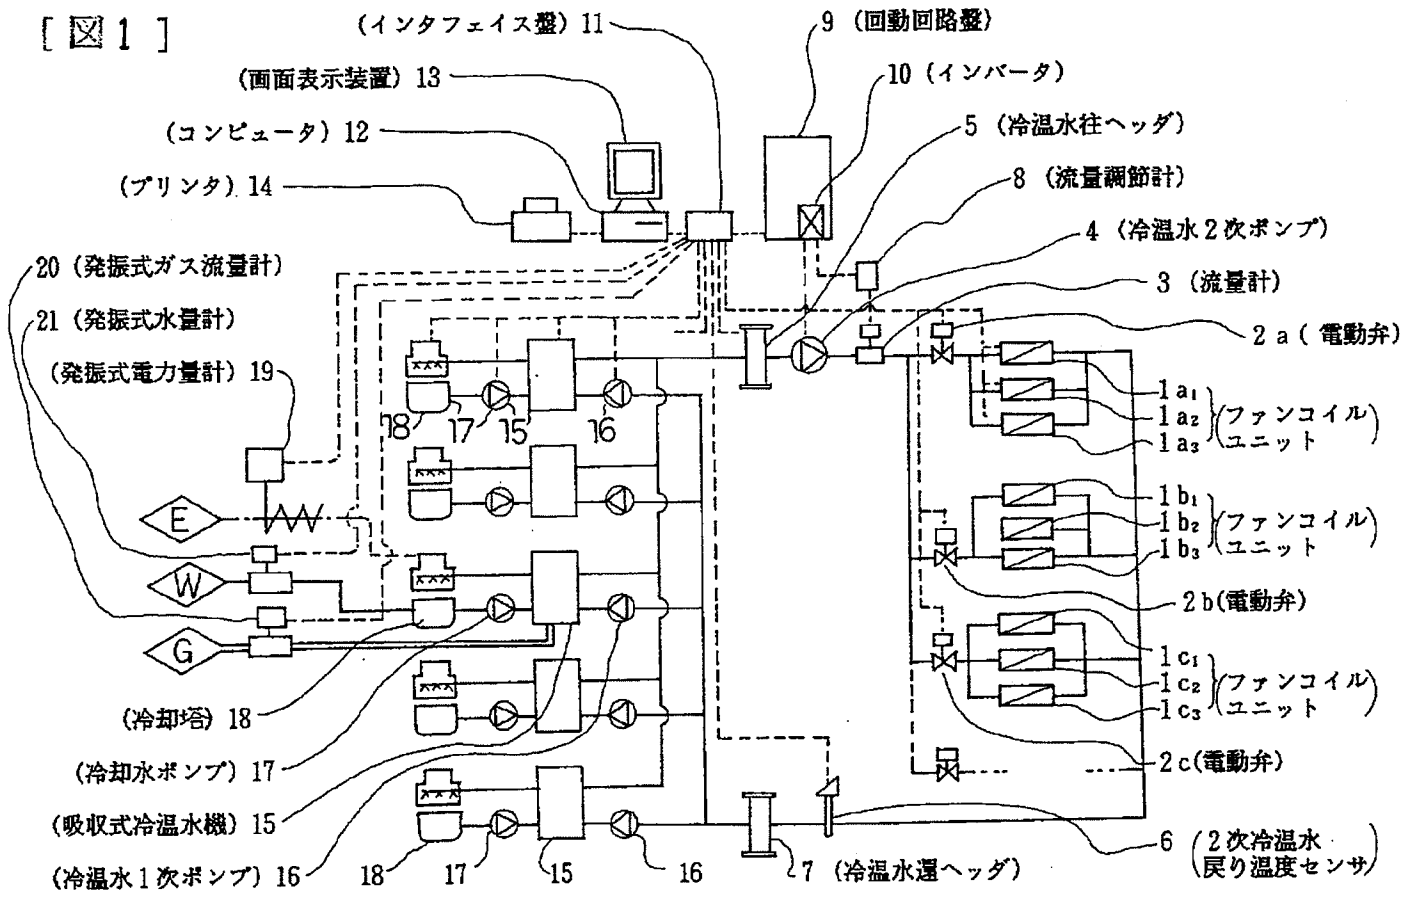 [図1]
(インタフェイス盤) 11
9 (回動回路盤)
(画面表示装置) 13
10 (インバータ)
(コンピュータ) 12
5 (冷温水往ヘッダ)
(プリンタ) 14
8 (流量調節計)
4 (冷温水2次ポンプ)
20 (発振式ガス流量計)
3 (流量計)
21 (発振式水量計)
2a (電動弁)
(発振式電力量計) 19
1a₁
1a₂
1a₃
(ファンコイル
ユニット)
18 17 15 16
1b₁
1b₂
1b₃
(ファンコイル
ユニット)
E
W
2b(電動弁)
G
1c₁
1c₂
1c₃
(ファンコイル
ユニット)
(冷却塔) 18
2c(電動弁)
(冷却水ポンプ) 17
(吸収式冷温水機) 15
6 (2次冷温水
戻り温度センサ)
(冷温水1次ポンプ) 16
18 17 15 16
7 (冷温水還ヘッダ)